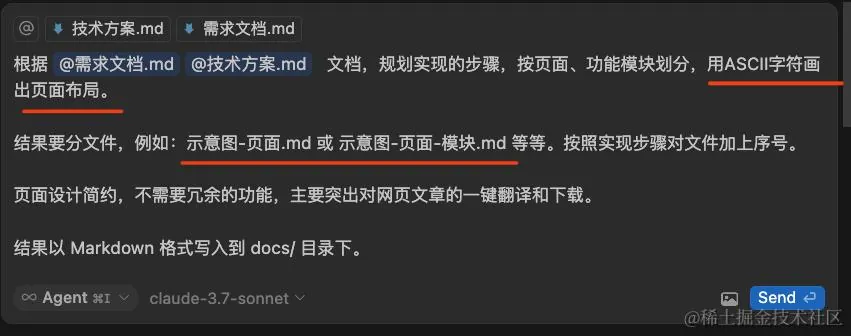 @ 技术方案.md 需求文档.md
根据 @需求文档.md @技术方案.md 文档，规划实现的步骤，按页面、功能模块划分，用ASCII字符画
出页面布局。
结果要分文件，例如：示意图-页面.md 或 示意图-页面-模块.md 等等。按照实现步骤对文件加上序号。
页面设计简约，不需要冗余的功能，主要突出对网页文章的一键翻译和下载。
结果以 Markdown 格式写入到 docs/ 目录下。
∞ Agent ⌘I claude-3.7-sonnet Send
@稀土掘金技术社区